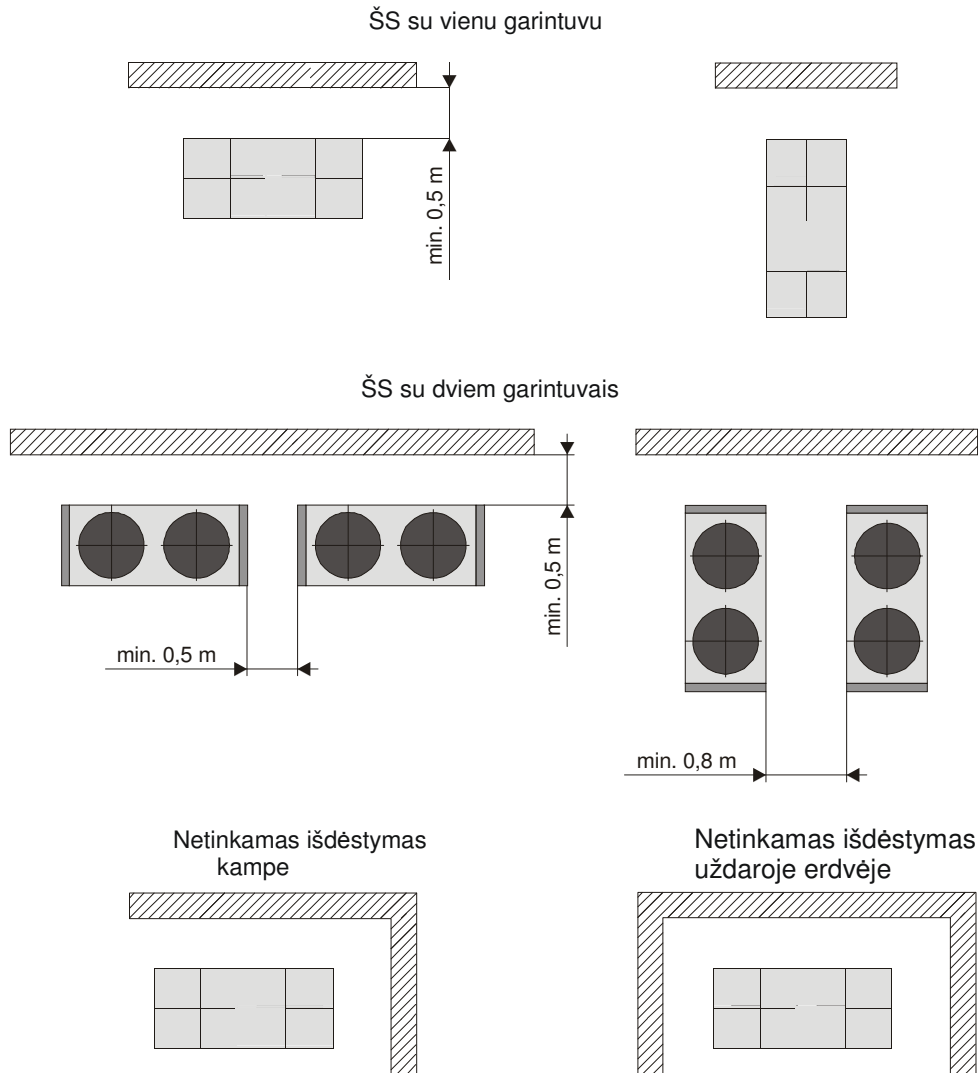 ŠS su vienu garintuvu
min. 0,5 m
ŠS su dviem garintuvais
min. 0,5 m
min. 0,5 m
min. 0,8 m
Netinkamas išdėstymas
kampe
Netinkamas išdėstymas
uždaroje erdvėje